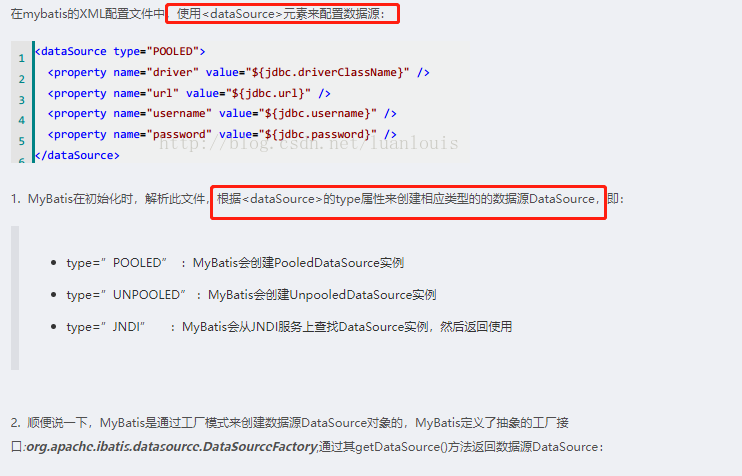 在mybatis的XML配置文件中，使用<dataSource>元素来配置数据源：
1 <dataSource type="POOLED">
2 <property name="driver" value="${jdbc.driverClassName}" />
3 <property name="url" value="${jdbc.url}" />
4 <property name="username" value="${jdbc.username}" />
5 <property name="password" value="${jdbc.password}" />
6 </dataSource>
http://blog.csdn.net/luanlouis
1. MyBatis在初始化时，解析此文件，根据<dataSource>的type属性来创建相应类型的的数据源DataSource，即：
• type=”POOLED” ：MyBatis会创建PooledDataSource实例
• type=”UNPOOLED” ：MyBatis会创建UnpooledDataSource实例
• type=”JNDI” ：MyBatis会从JNDI服务上查找DataSource实例，然后返回使用
2. 顺便说一下，MyBatis是通过工厂模式来创建数据源DataSource对象的，MyBatis定义了抽象的工厂接
口:org.apache.ibatis.datasource.DataSourceFactory,通过其getDataSource()方法返回数据源DataSource：